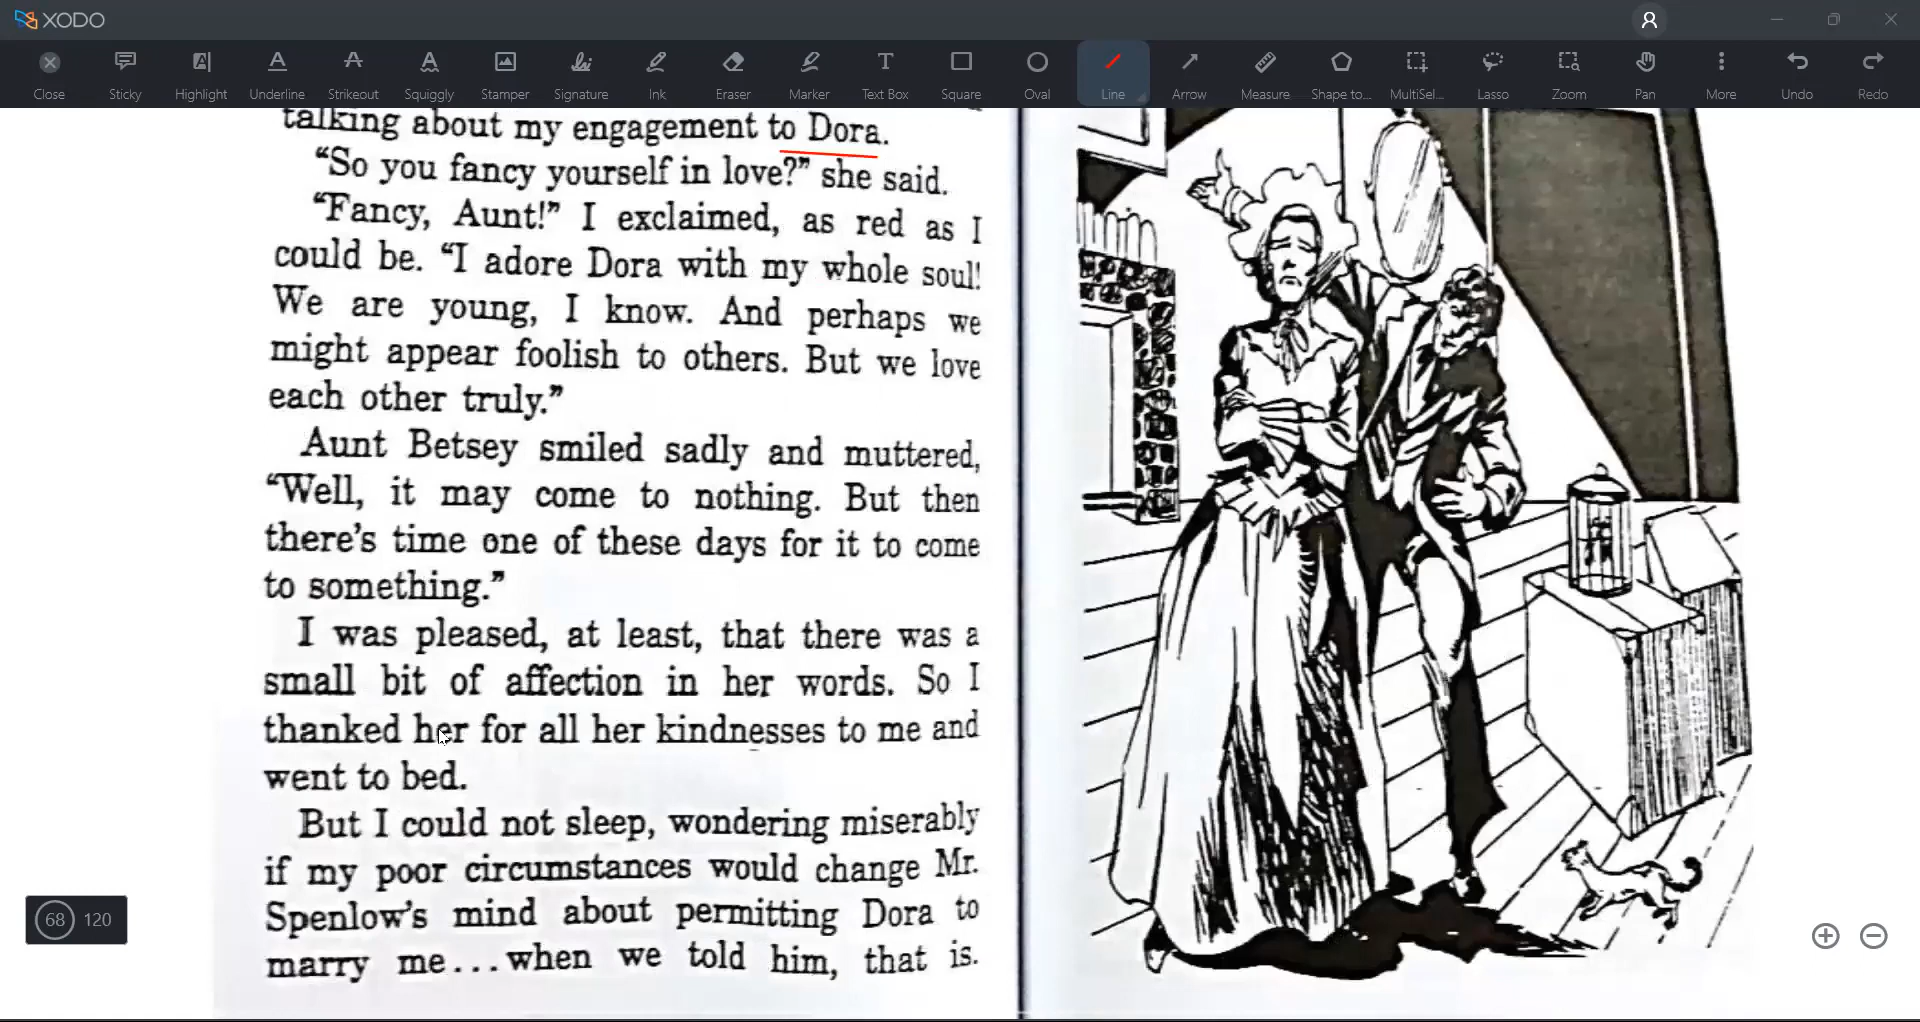 XODO
Close
Sticky
Highlight
Underline
Strikeout
Squiggly
Stamper
Signature
Ink
Eraser
Marker
Text Box
Square
Oval
Line
Arrow
Measure
Shape to...
MultiSel...
Lasso
Zoom
Pan
More
Undo
Redo
talking about my engagement to Dora.
“So you fancy yourself in love?” she said.
“Fancy, Aunt!” I exclaimed, as red as I
could be. “I adore Dora with my whole soul!
We are young, I know. And perhaps we
might appear foolish to others. But we love
each other truly.”
Aunt Betsey smiled sadly and muttered,
“Well, it may come to nothing. But then
there’s time one of these days for it to come
to something.”
I was pleased, at least, that there was a
small bit of affection in her words. So I
thanked her for all her kindnesses to me and
went to bed.
But I could not sleep, wondering miserably
if my poor circumstances would change Mr.
Spenlow’s mind about permitting Dora to
marry me...when we told him, that is.
68 120